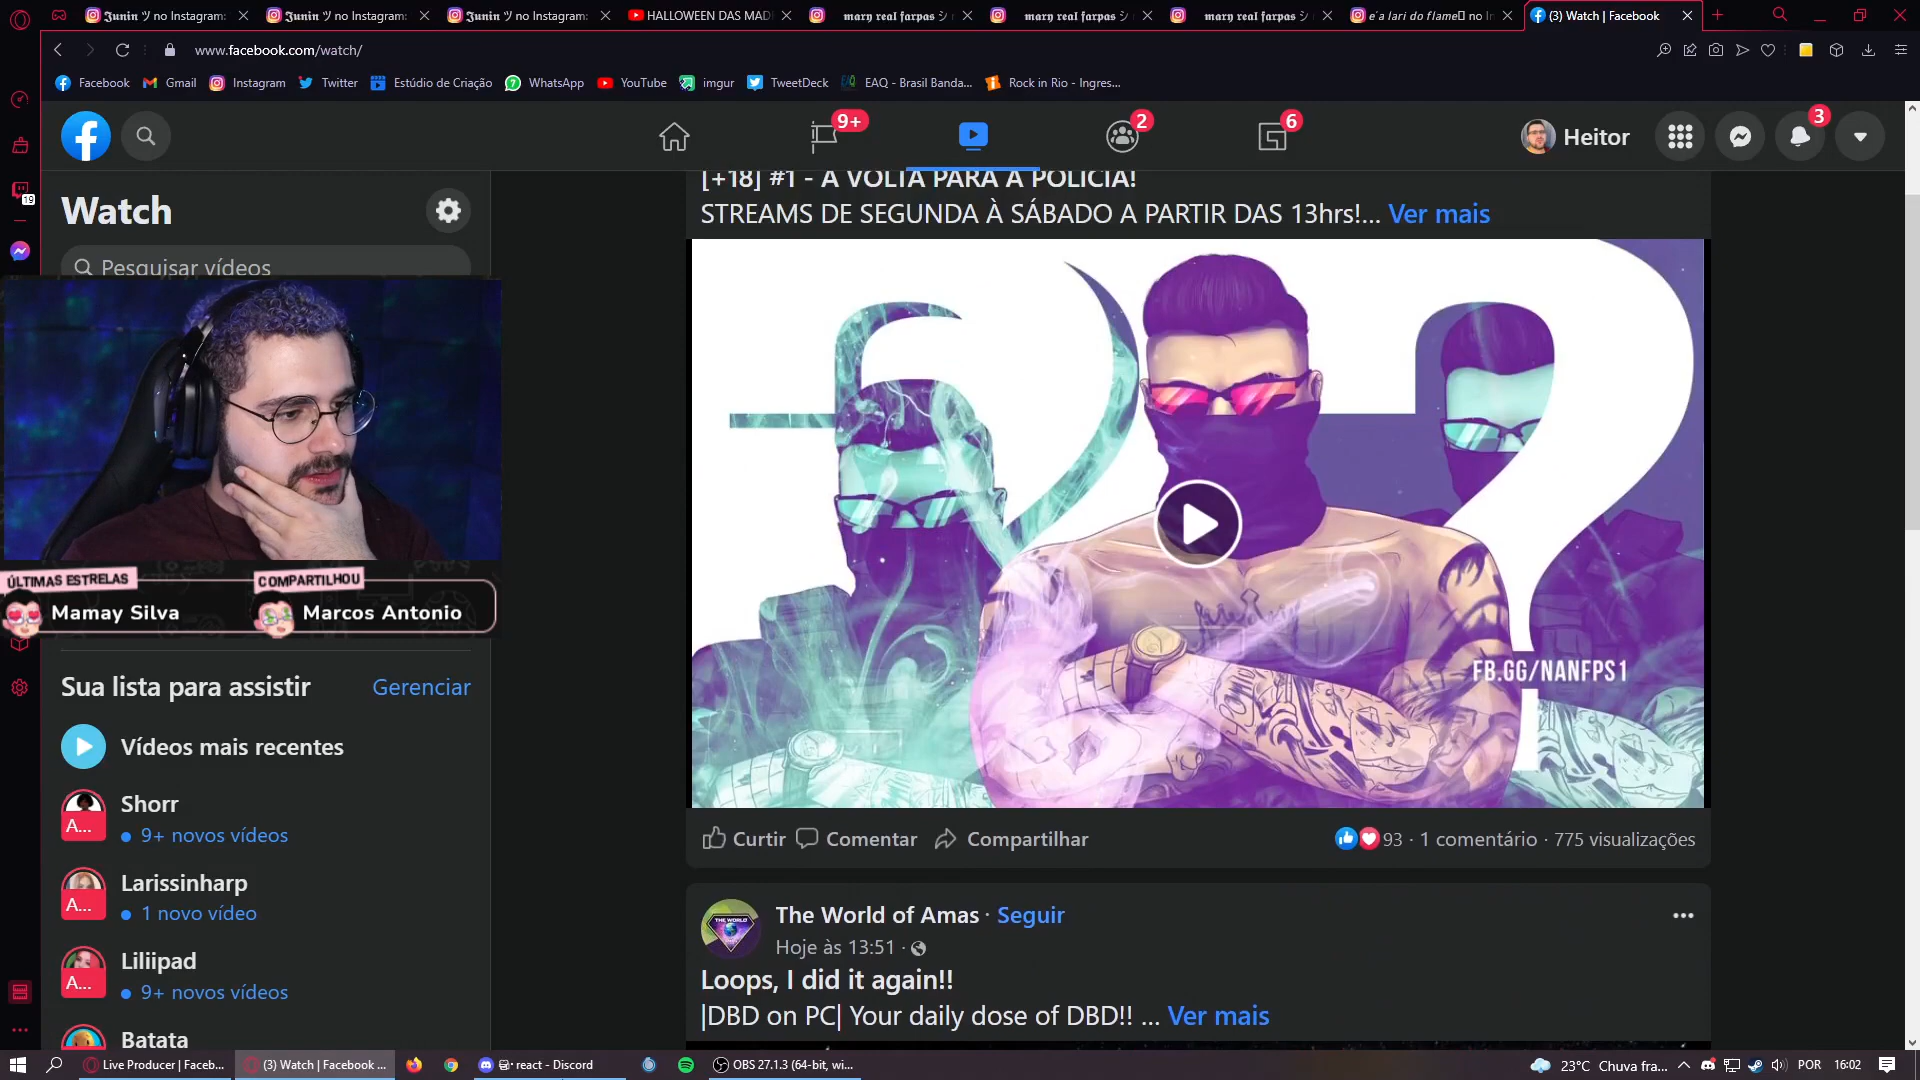 𝕵𝖚𝖓𝖎𝖓 ツ no Instagram:
𝕵𝖚𝖓𝖎𝖓 ツ no Instagram:
𝕵𝖚𝖓𝖎𝖓 ツ no Instagram:
HALLOWEEN DAS MAD
𝖒𝖆𝖗𝖞 𝖗𝖊𝖆𝖑 𝖋𝖆𝖗𝖕𝖆𝖘 シ
𝖒𝖆𝖗𝖞 𝖗𝖊𝖆𝖑 𝖋𝖆𝖗𝖕𝖆𝖘 シ
𝖒𝖆𝖗𝖞 𝖗𝖊𝖆𝖑 𝖋𝖆𝖗𝖕𝖆𝖘 シ
e´a lari do flame no In
(3) Watch | Facebook
www.facebook.com/watch/
Facebook
Gmail
Instagram
Twitter
Estúdio de Criação
WhatsApp
YouTube
imgur
TweetDeck
EAQ - Brasil Banda...
Rock in Rio - Ingres...
9+
2
6
Heitor
3
19
Watch
Pesquisar vídeos
[+18] #1 - A VOLTA PARA A POLICIA!
STREAMS DE SEGUNDA À SÁBADO A PARTIR DAS 13hrs!... Ver mais
FB.GG/NANFPS1
ÚLTIMAS ESTRELAS
Mamay Silva
COMPARTILHOU
Marcos Antonio
Sua lista para assistir
Gerenciar
Vídeos mais recentes
Shorr
A...
9+ novos vídeos
Larissinharp
A...
1 novo vídeo
Liliipad
A...
9+ novos vídeos
Batata
Curtir
Comentar
Compartilhar
93 · 1 comentário · 775 visualizações
THE WORLD
The World of Amas · Seguir
Hoje às 13:51 ·
Loops, I did it again!!
|DBD on PC| Your daily dose of DBD!! ... Ver mais
Live Producer | Faceb...
(3) Watch | Facebook ...
react - Discord
OBS 27.1.3 (64-bit, wi...
23°C
Chuva fra...
POR
16:02